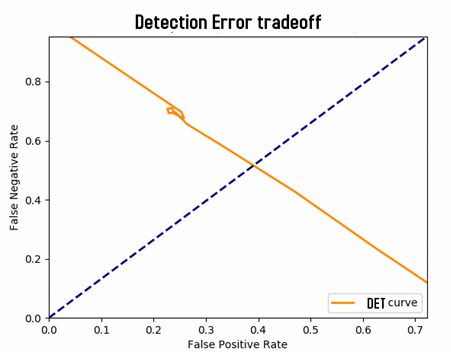 Detection Error tradeoff
0.8
0.6
0.4
0.2
0.0
False Negative Rate
0.0 0.1 0.2 0.3 0.4 0.5 0.6 0.7
False Positive Rate
DET curve